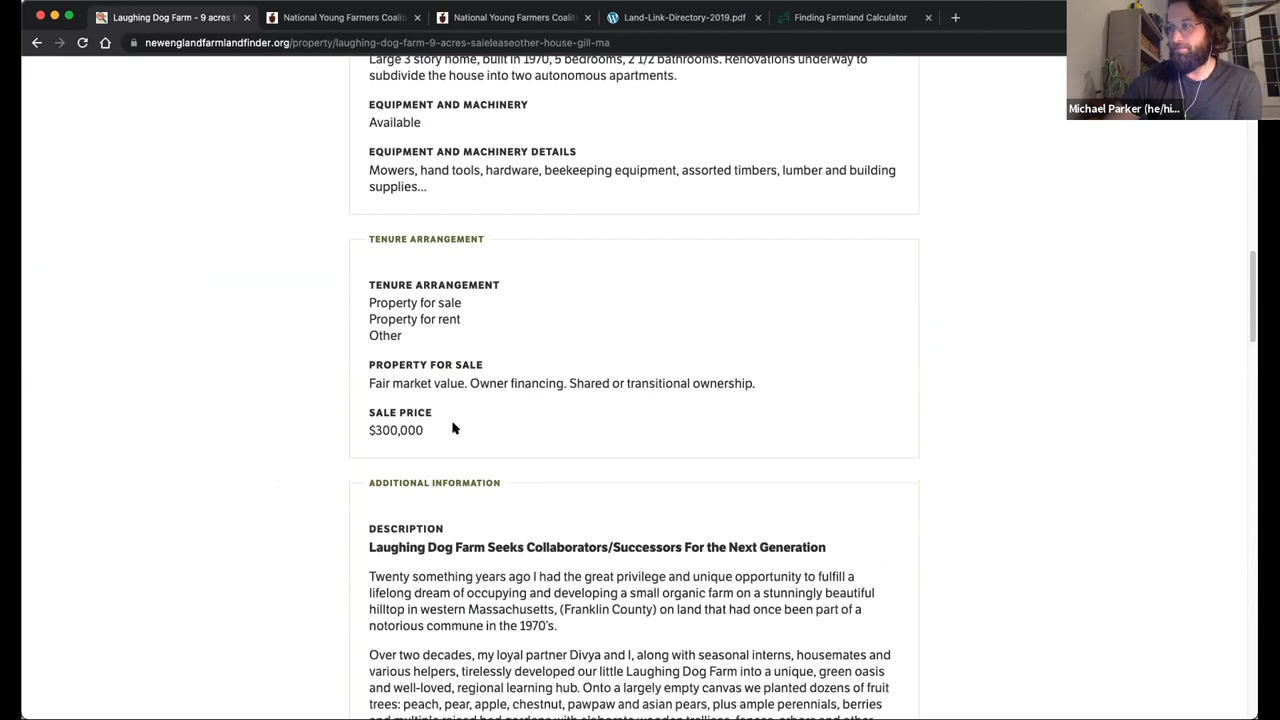 Laughing Dog Farm - 9 acres f
National Young Farmers Coalit
National Young Farmers Coalit
Land-Link-Directory-2019.pdf
Finding Farmland Calculator
newenglandfarmlandfinder.org/property/laughing-dog-farm-9-acres-saleleaseother-house-gill-ma
Michael Parker (he/hi...
Large 3 story home, built in 1970, 5 bedrooms, 2 1/2 bathrooms. Renovations underway to
subdivide the house into two autonomous apartments.
EQUIPMENT AND MACHINERY
Available
EQUIPMENT AND MACHINERY DETAILS
Mowers, hand tools, hardware, beekeeping equipment, assorted timbers, lumber and building
supplies...
TENURE ARRANGEMENT
TENURE ARRANGEMENT
Property for sale
Property for rent
Other
PROPERTY FOR SALE
Fair market value. Owner financing. Shared or transitional ownership.
SALE PRICE
$300,000
ADDITIONAL INFORMATION
DESCRIPTION
Laughing Dog Farm Seeks Collaborators/Successors For the Next Generation
Twenty something years ago I had the great privilege and unique opportunity to fulfill a
lifelong dream of occupying and developing a small organic farm on a stunningly beautiful
hilltop in western Massachusetts, (Franklin County) on land that had once been part of a
notorious commune in the 1970's.
Over two decades, my loyal partner Divya and I, along with seasonal interns, housemates and
various helpers, tirelessly developed our little Laughing Dog Farm into a unique, green oasis
and well-loved, regional learning hub. Onto a largely empty canvas we planted dozens of fruit
trees: peach, pear, apple, chestnut, pawpaw and asian pears, plus ample perennials, berries